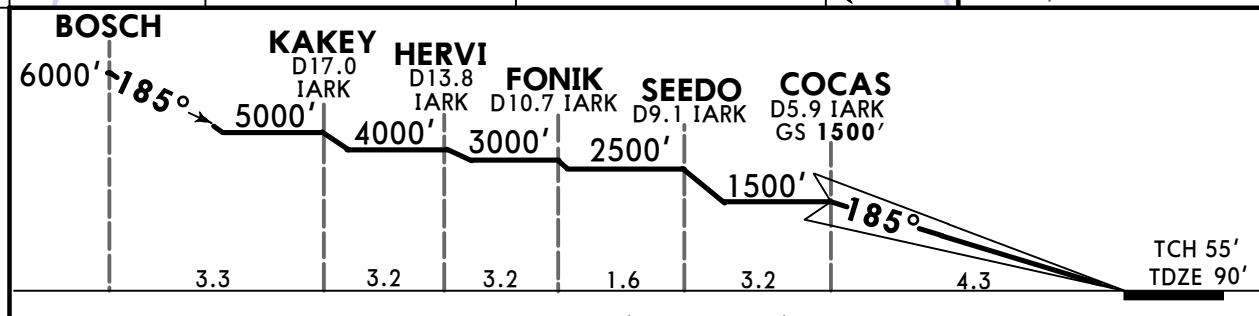 BOSCH
6000′
185°
5000′
KAKEY
D17.0
IARK
4000′
HERVI
D13.8
IARK
3000′
FONIK
D10.7 IARK
2500′
SEEDO
D9.1 IARK
1500′
COCAS
D5.9 IARK
GS 1500′
185°
TCH 55′
TDZE 90′
3.3 3.2 3.2 1.6 3.2 4.3